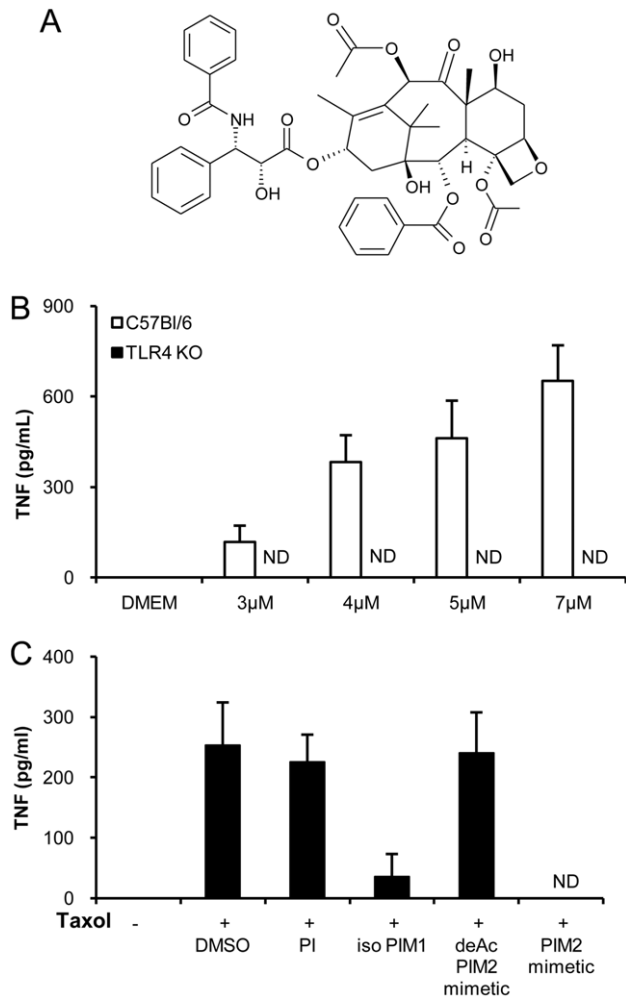 A
O
O
O
OH
O
NH
O
O
OH
H
OH
O
O
O
O
O
B
900
600
300
0
TNF (pg/mL)
C57Bl/6
TLR4 KO
ND
ND
ND
ND
DMEM
3µM
4µM
5µM
7µM
C
400
300
200
100
0
TNF (pg/ml)
ND
Taxol - + + + + +
DMSO PI iso PIM1 deAc PIM2 mimetic PIM2 mimetic